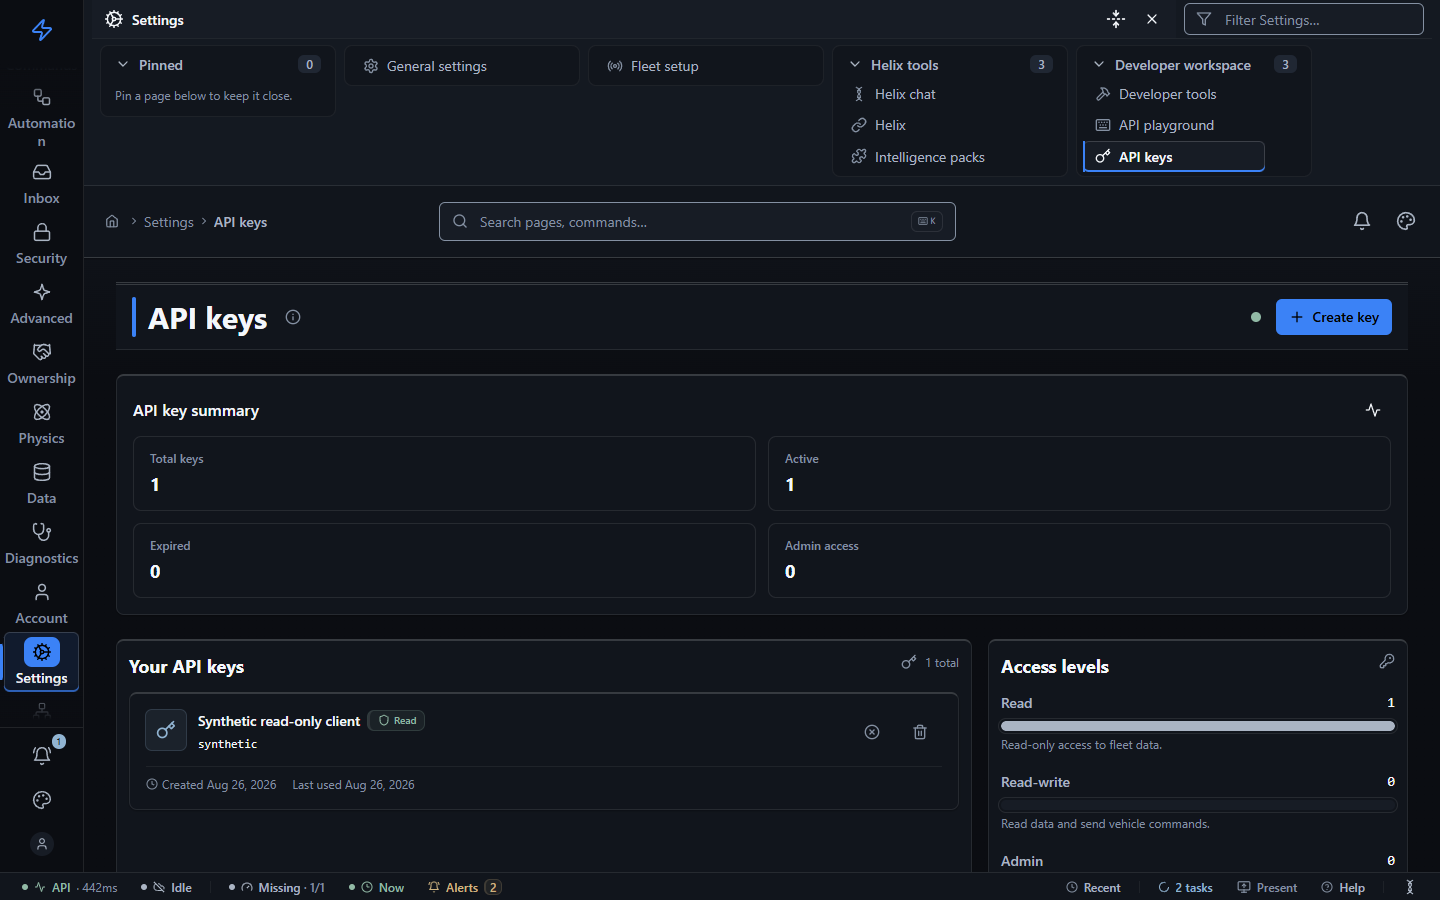 Settings
Filter Settings...
Pinned
0
Pin a page below to keep it close.
General settings
Fleet setup
Helix tools
3
Helix chat
Helix
Intelligence packs
Developer workspace
3
Developer tools
API playground
API keys
Automatio
n
Inbox
Security
Advanced
Ownership
Physics
Data
Diagnostics
Account
Settings
1
Settings
API keys
Search pages, commands...
K
API keys
Create key
API key summary
Total keys
1
Active
1
Expired
0
Admin access
0
Your API keys
1 total
Synthetic read-only client
Read
synthetic
Created Aug 26, 2026
Last used Aug 26, 2026
Access levels
Read
1
Read-only access to fleet data.
Read-write
0
Read data and send vehicle commands.
Admin
0
API · 442ms
Idle
Missing · 1/1
Now
Alerts
2
Recent
2 tasks
Present
Help